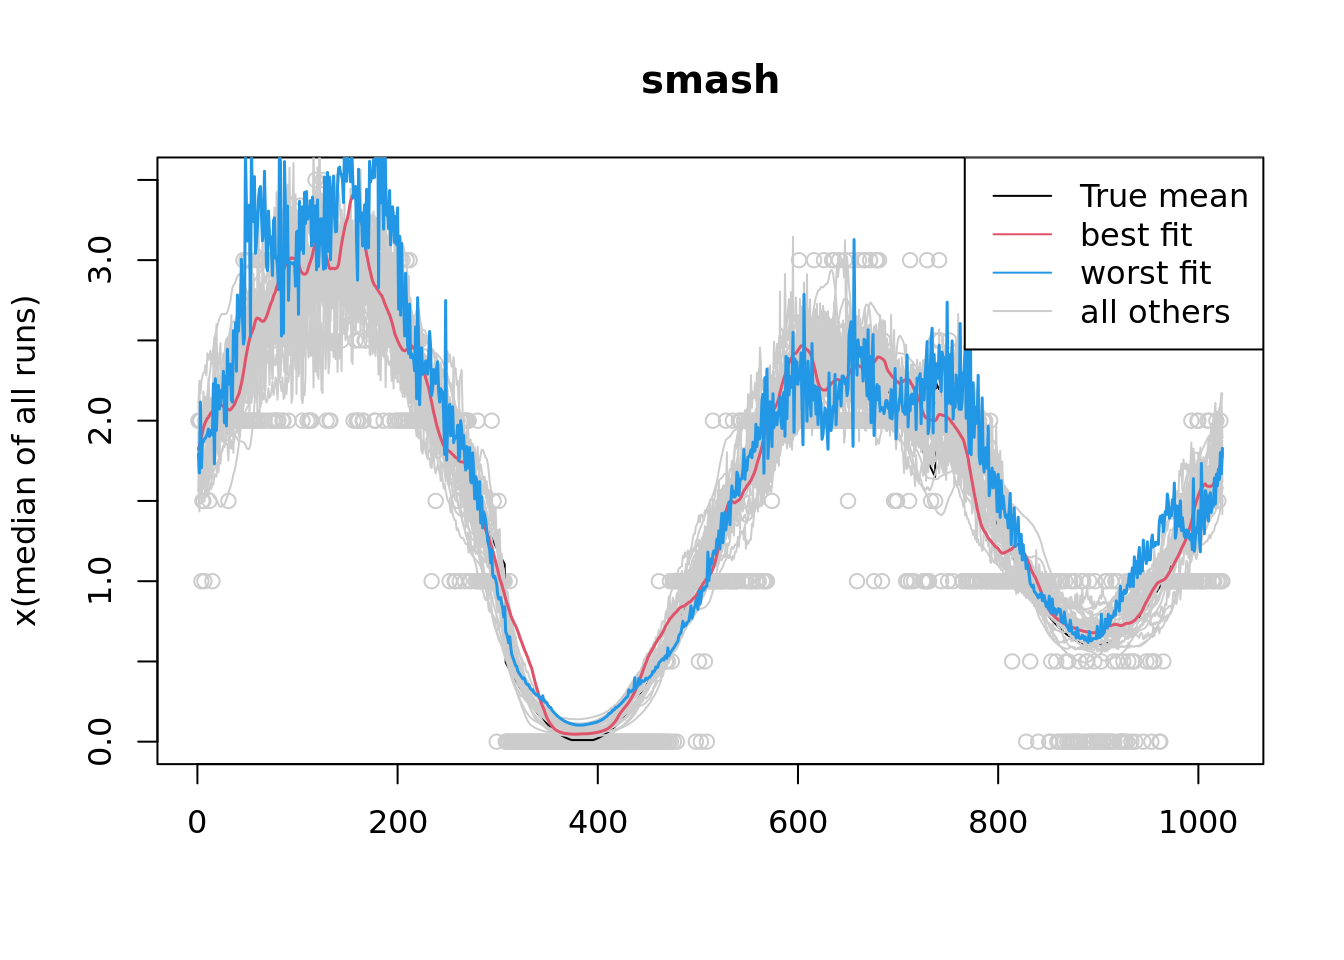 smash
x(median of all runs)
3.0
2.0
1.0
0.0
0 200 400 600 800 1000
True mean
best fit
worst fit
all others